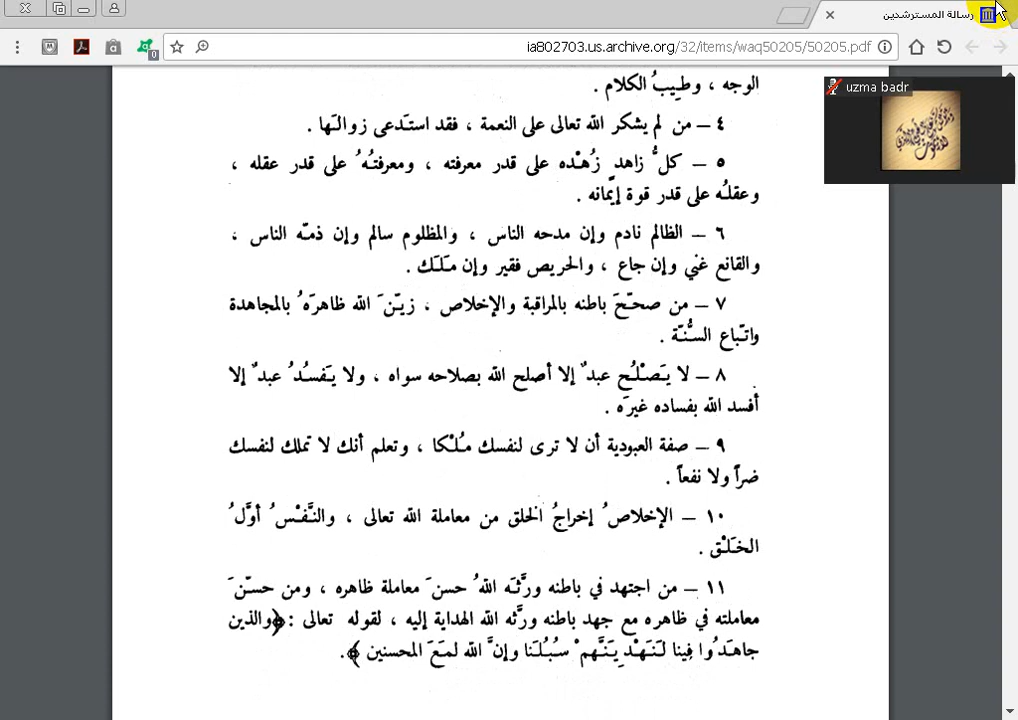 رسالة المسترشدين
ia802703.us.archive.org/32/items/waq50205/50205.pdf
0
uzma badr
الوجه ، وطيبُ الكلام .
٤ – من لم يشكر الله تعالى على النعمة ، فقد استَدعى زوالَها .
٥ – كلُّ زاهدٍ زُهْده على قدر معرفته ، ومعرفتُهُ على قدر عقله ،
وعقلُه على قدر قوة إيمانه .
٦ – الظالم نادم وإن مدحه الناس ، والمظلوم سالم وإن ذمّه الناس ،
والقانع غني وإن جاع ، والحريص فقير وإن مَلَك .
٧ – من صحّحَ باطنه بالمراقبة والإخلاص ، زيّنَ الله ظاهرَهُ بالمجاهدة
واتّباع السُّنّة .
٨ – لا يَصْلُح عبدٌ إلا أصلح الله بصلاحه سواه ، ولا يَفسُدُ عبدٌ إلا
أفسد الله بفساده غيرَه .
٩ – صفة العبودية أن لا ترى لنفسك مُلْكا ، وتعلم أنك لا تملك لنفسك
ضراً ولا نفعاً .
١٠ – الإخلاصُ إخراجُ الخلق من معاملة الله تعالى ، والنَّفْسُ أوَّلُ
الخَلْق .
١١ – من اجتهد في باطنه ورَّثَه اللهُ حسنَ معاملة ظاهره ، ومن حسّنَ
معاملته في ظاهره مع جهد باطنه ورَّثه الله الهداية إليه ، لقوله تعالى : ﴿والذين
جاهَدُوا فِينا لَنَهْدِيَنَّهمْ سُبُلَنا وإنَّ الله لمَعَ المحسنين ﴾ .